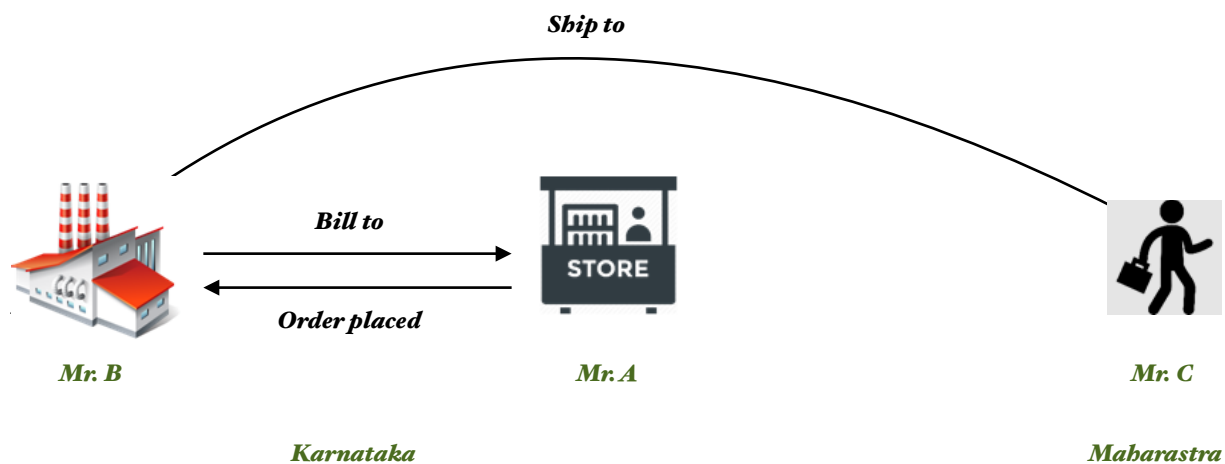 Ship to
Bill to
STORE
Order placed
Mr. B
Mr. A
Mr. C
Karnataka
Maharastra